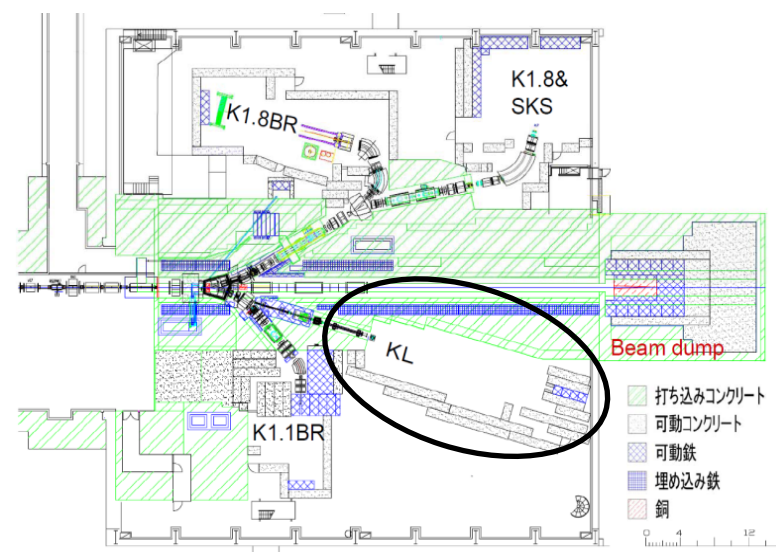 K1.8&
SKS
K1.8BR
KL
Beam dump
K1.1BR
打ち込みコンクリート
可動コンクリート
可動鉄
埋め込み鉄
銅
0 4 12